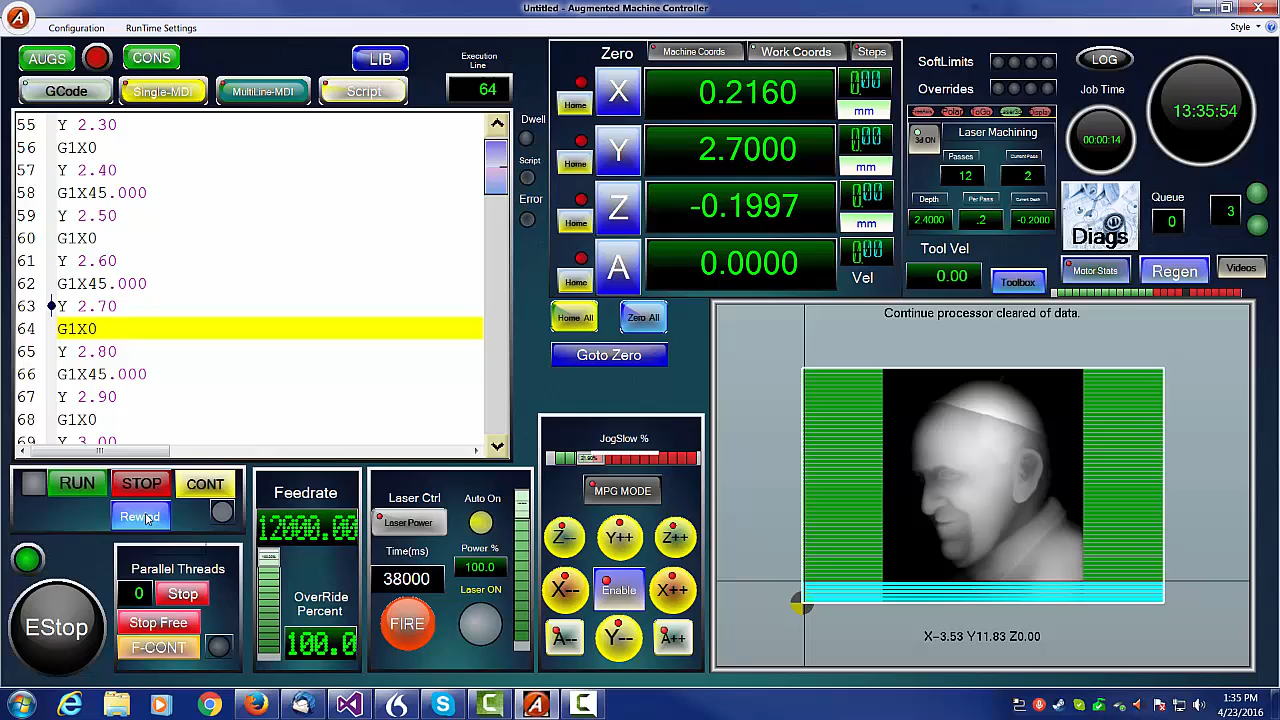 Untitled - Augmented Machine Controller
Configuration
RunTime Settings
Style
AUGS
CONS
LIB
Execution
Line
GCode
Single-MDI
MultiLine-MDI
Script
64
55 Y 2.30
56 G1X0
57 Y 2.40
58 G1X45.000
59 Y 2.50
60 G1X0
61 Y 2.60
62 G1X45.000
63 Y 2.70
64 G1X0
65 Y 2.80
66 G1X45.000
67 Y 2.90
68 G1X0
69 Y 3.00
Dwell
Script
Error
Zero
Machine Coords
Work Coords
Steps
Home
X
0.2160
mm
Home
Y
2.7000
mm
Home
Z
-0.1997
mm
Home
A
0.0000
Vel
Home All
Zero All
Goto Zero
SoftLimits
Overrides
LOG
Job Time
00:00:14
13:35:54
Laser Machining
Passes
Current Pass
12
2
Depth
Per Pass
2.4000
.2
-0.2000
Diags
Queue
0
3
Tool Vel
0.00
Toolbox
Motor Stats
Regen
Videos
Continue processor cleared of data.
X-3.53 Y11.83 Z0.00
RUN
STOP
CONT
EStop
Parallel Threads
0
Stop
Stop Free
F-CONT
Feedrate
12000.00
OverRide
Percent
100.0
Laser Ctrl
Auto On
Laser Power
Time(ms)
Power %
38000
100.0
Laser ON
FIRE
JogSlow %
MPG MODE
Z--
Y++
Z++
X--
Enable
X++
A--
Y--
A++
1:35 PM
4/23/2016